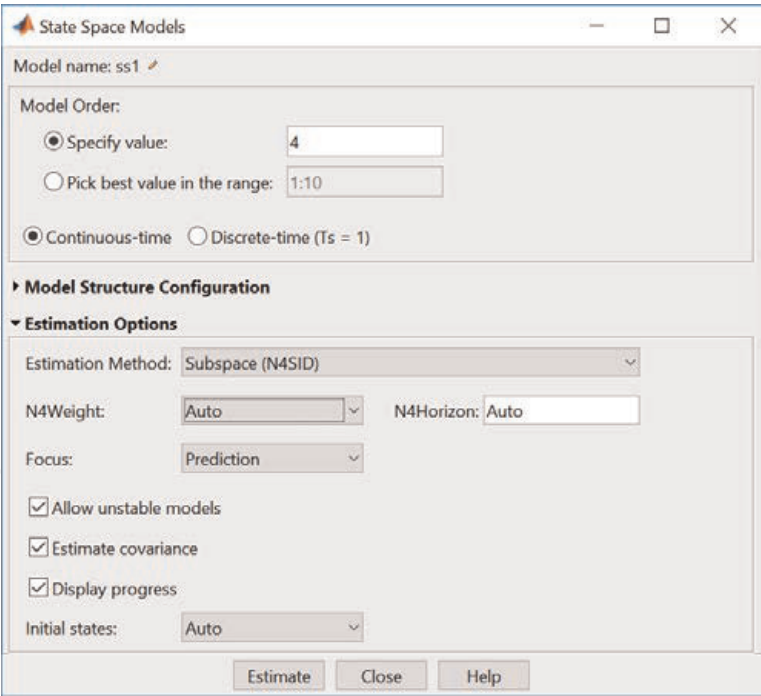 State Space Models
Model name: ss1
Model Order:
Specify value: 4
Pick best value in the range: 1:10
Continuous-time Discrete-time (Ts = 1)
Model Structure Configuration
Estimation Options
Estimation Method: Subspace (N4SID)
N4Weight: Auto N4Horizon: Auto
Focus: Prediction
Allow unstable models
Estimate covariance
Display progress
Initial states: Auto
Estimate Close Help